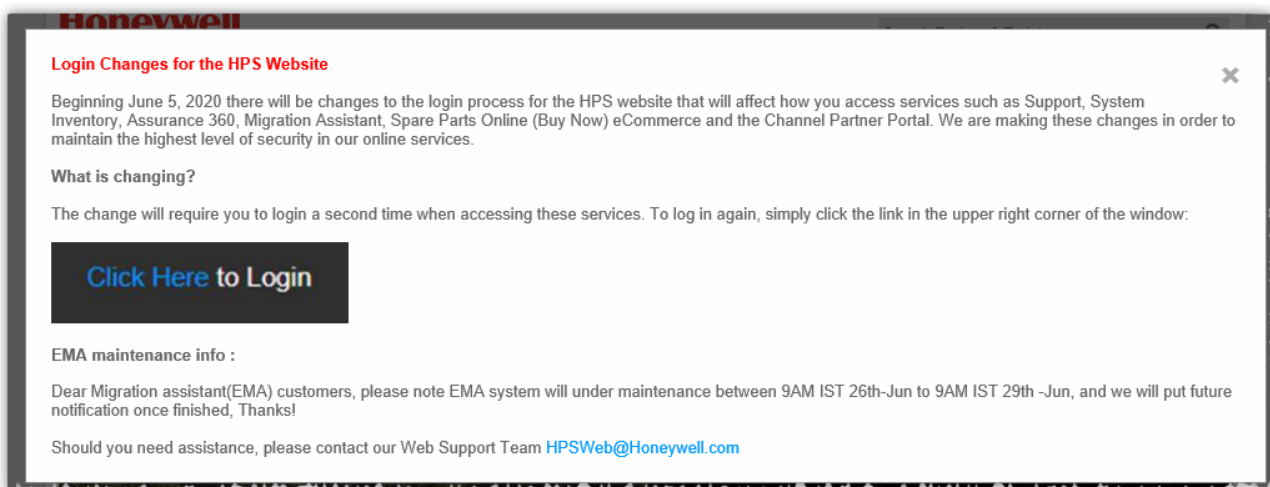 Honeywell
Login Changes for the HPS Website
Beginning June 5, 2020 there will be changes to the login process for the HPS website that will affect how you access services such as Support, System
Inventory, Assurance 360, Migration Assistant, Spare Parts Online (Buy Now) eCommerce and the Channel Partner Portal. We are making these changes in order to
maintain the highest level of security in our online services.
What is changing?
The change will require you to login a second time when accessing these services. To log in again, simply click the link in the upper right corner of the window:
Click Here to Login
EMA maintenance info :
Dear Migration assistant(EMA) customers, please note EMA system will under maintenance between 9AM IST 26th-Jun to 9AM IST 29th -Jun, and we will put future
notification once finished, Thanks!
Should you need assistance, please contact our Web Support Team HPSWeb@Honeywell.com